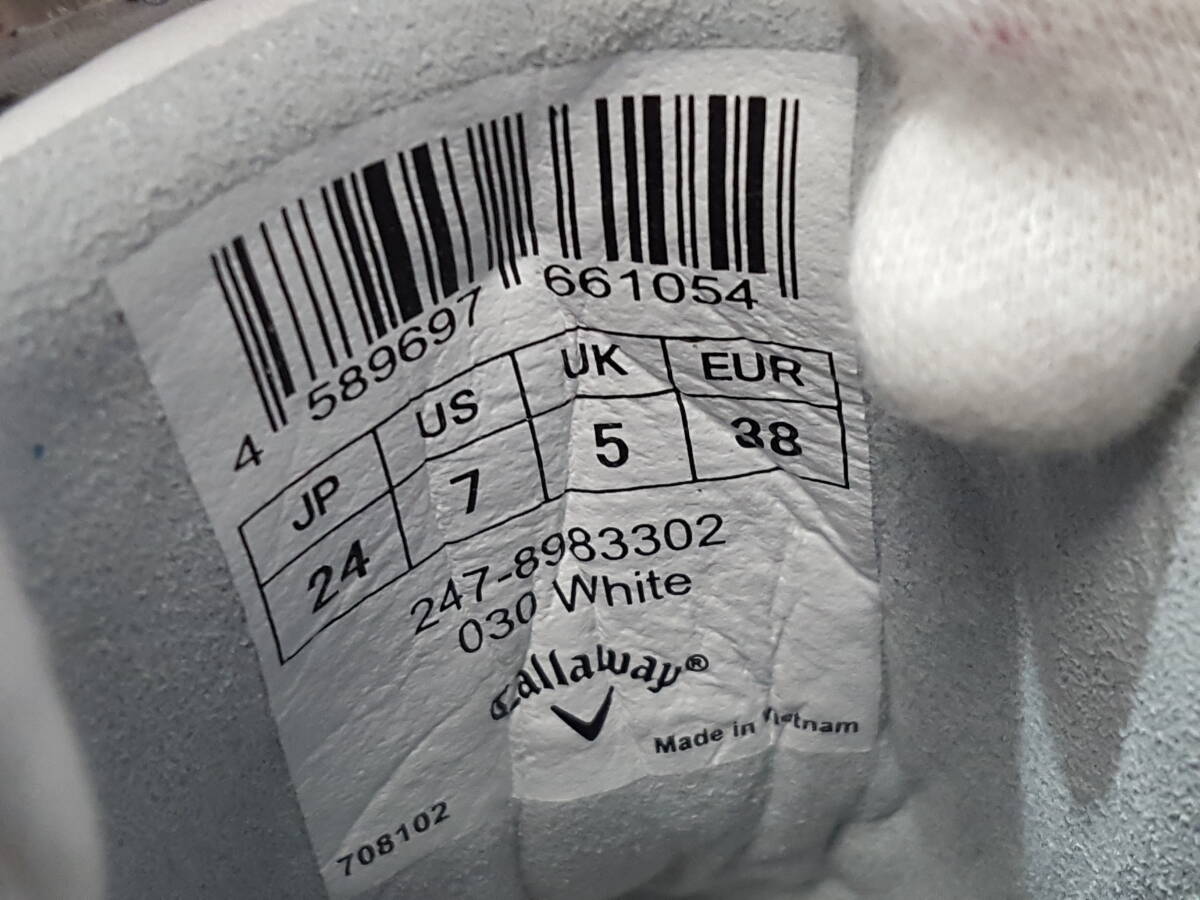 4 589697 661054
JP US UK EUR
24 7 5 38
247-8983302
030 White
Callaway®
Made in Vietnam
708102